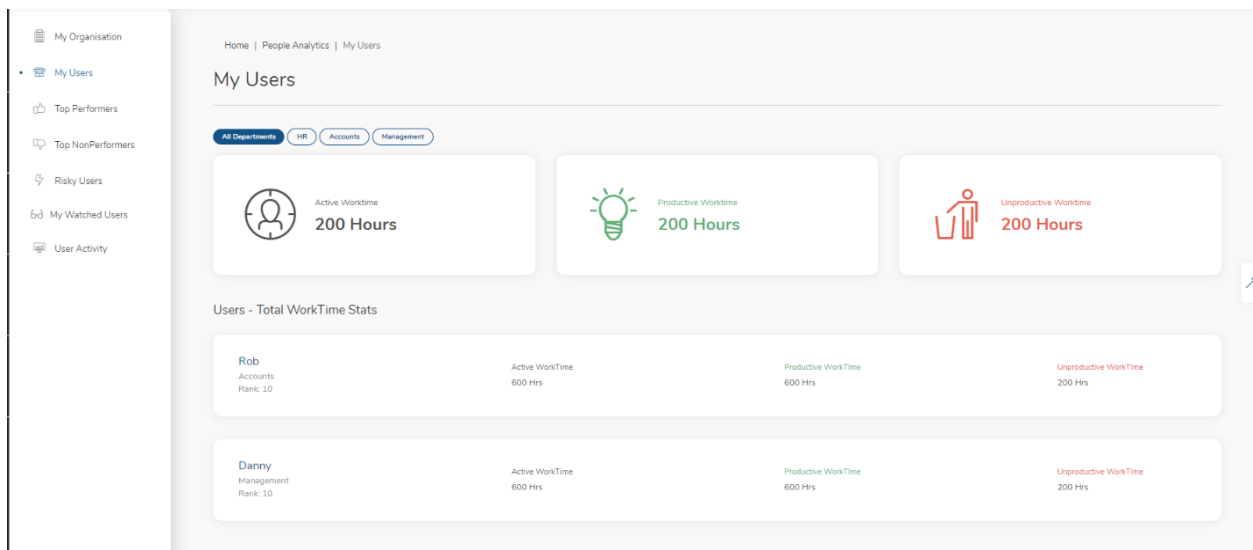 My Organisation
My Users
Top Performers
Top NonPerformers
Risky Users
My Watched Users
User Activity
Home | People Analytics | My Users
My Users
All Departments HR Accounts Management
Active Worktime
200 Hours
Productive Worktime
200 Hours
Unproductive Worktime
200 Hours
Users - Total WorkTime Stats
Rob
Accounts
Rank: 10
Active WorkTime
600 Hrs
Productive WorkTime
600 Hrs
Unproductive WorkTime
200 Hrs
Danny
Management
Rank: 10
Active WorkTime
600 Hrs
Productive WorkTime
600 Hrs
Unproductive WorkTime
200 Hrs